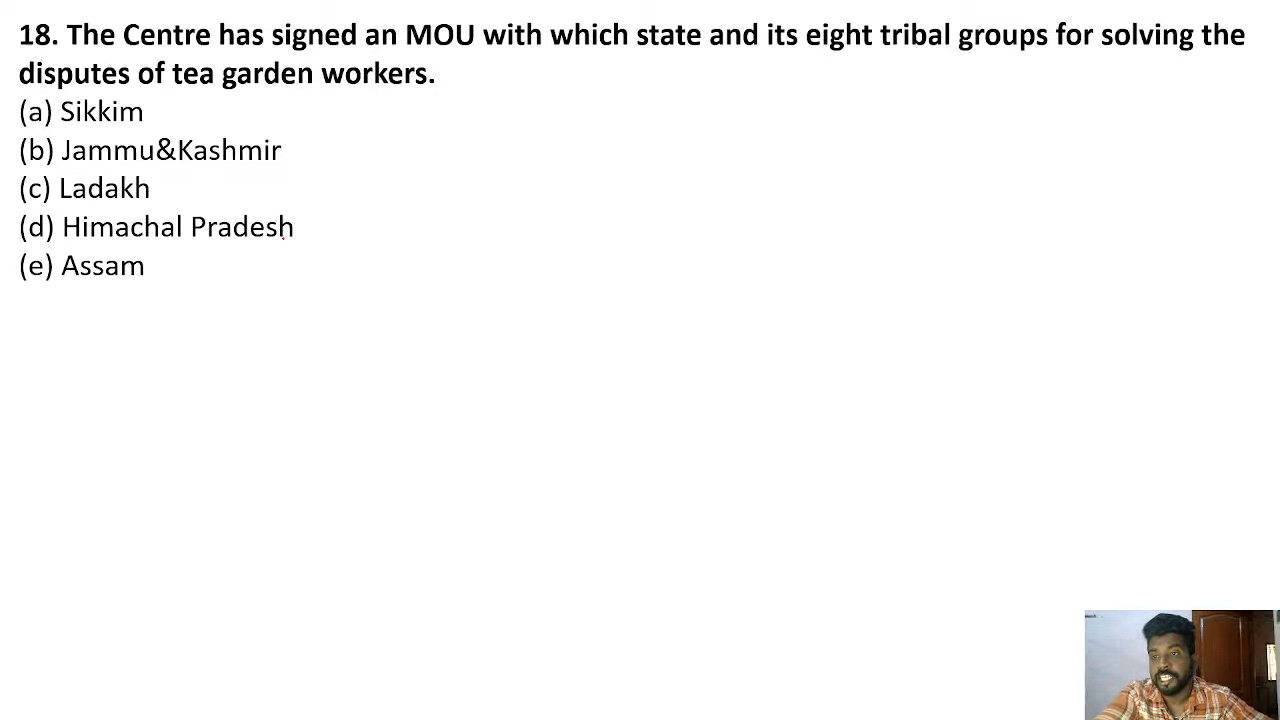 18. The Centre has signed an MOU with which state and its eight tribal groups for solving the
disputes of tea garden workers.
(a) Sikkim
(b) Jammu&Kashmir
(c) Ladakh
(d) Himachal Pradesh
(e) Assam